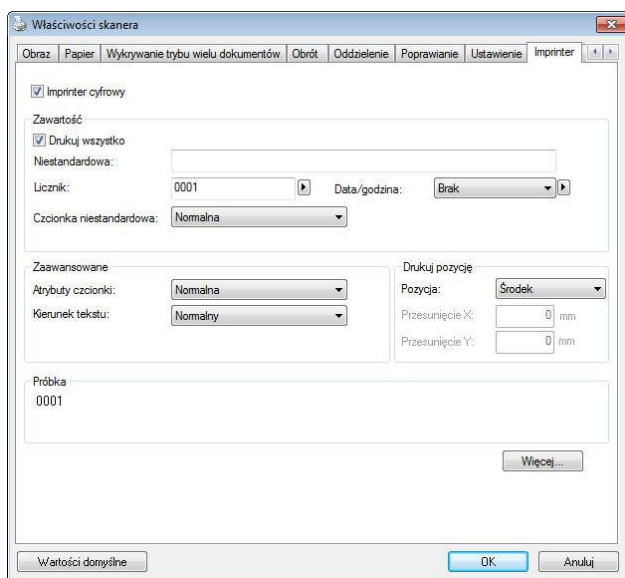 Właściwości skanera
Obraz Papier Wykrywanie trybu wielu dokumentów Obrót Oddzielenie Poprawianie Ustawienie Imprinter
Imprinter cyfrowy
Zawartość
Drukuj wszystko
Niestandardowa:
Licznik: 0001 Data/godzina: Brak
Czcionka niestandardowa: Normalna
Zaawansowane Drukuj pozycję
Atrybuty czcionki: Normalna Pozycja: Środek
Kierunek tekstu: Normalny Przesunięcie X: 0 mm
Przesunięcie Y: 0 mm
Próbka
0001
Więcej...
Wartości domyślne OK Anuluj